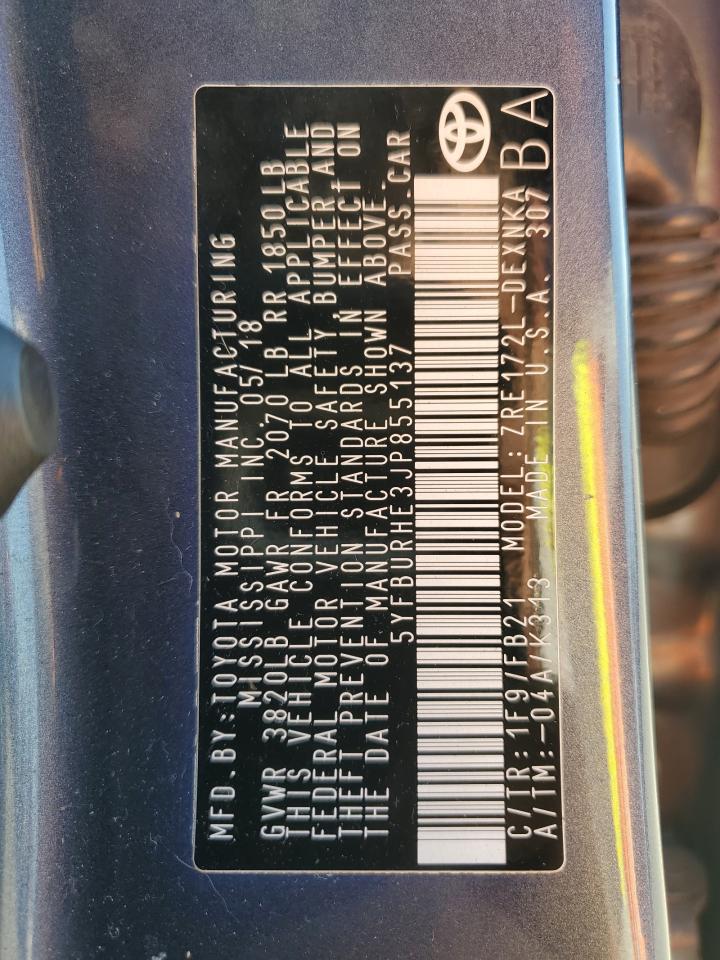 MFD.BY:TOYOTA MOTOR MANUFACTURING
MISSISSIPPI INC. 05/18
GVWR 3820LB GAWR FR 2070 LB RR 1850LB
THIS VEHICLE CONFORMS TO ALL APPLICABLE
FEDERAL MOTOR VEHICLE SAFETY, BUMPER AND
THEFT PREVENTION STANDARDS IN EFFECT ON
THE DATE OF MANUFACTURE SHOWN ABOVE.
5YFBURHE3JP855137 PASS.CAR
C/TR:1F9/FB21 MODEL:ZRE172L-DEXNKA
A/TM:-04A/K313 MADE IN U.S.A. 307 BA